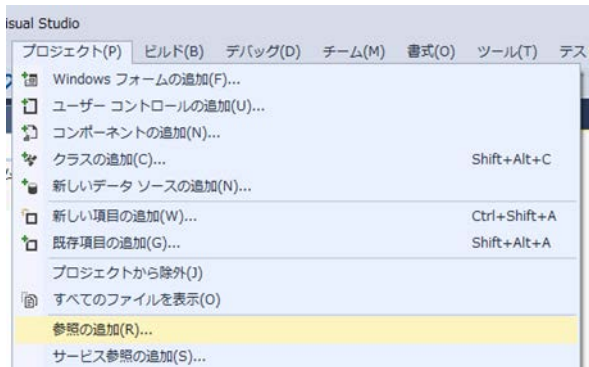 isual Studio
プロジェクト(P) ビルド(B) デバッグ(D) チーム(M) 書式(O) ツール(T) テス
Windows フォームの追加(F)...
ユーザー コントロールの追加(U)...
コンポーネントの追加(N)...
クラスの追加(C)... Shift+Alt+C
新しいデータ ソースの追加(N)...
新しい項目の追加(W)... Ctrl+Shift+A
既存項目の追加(G)... Shift+Alt+A
プロジェクトから除外(J)
すべてのファイルを表示(O)
参照の追加(R)...
サービス参照の追加(S)...